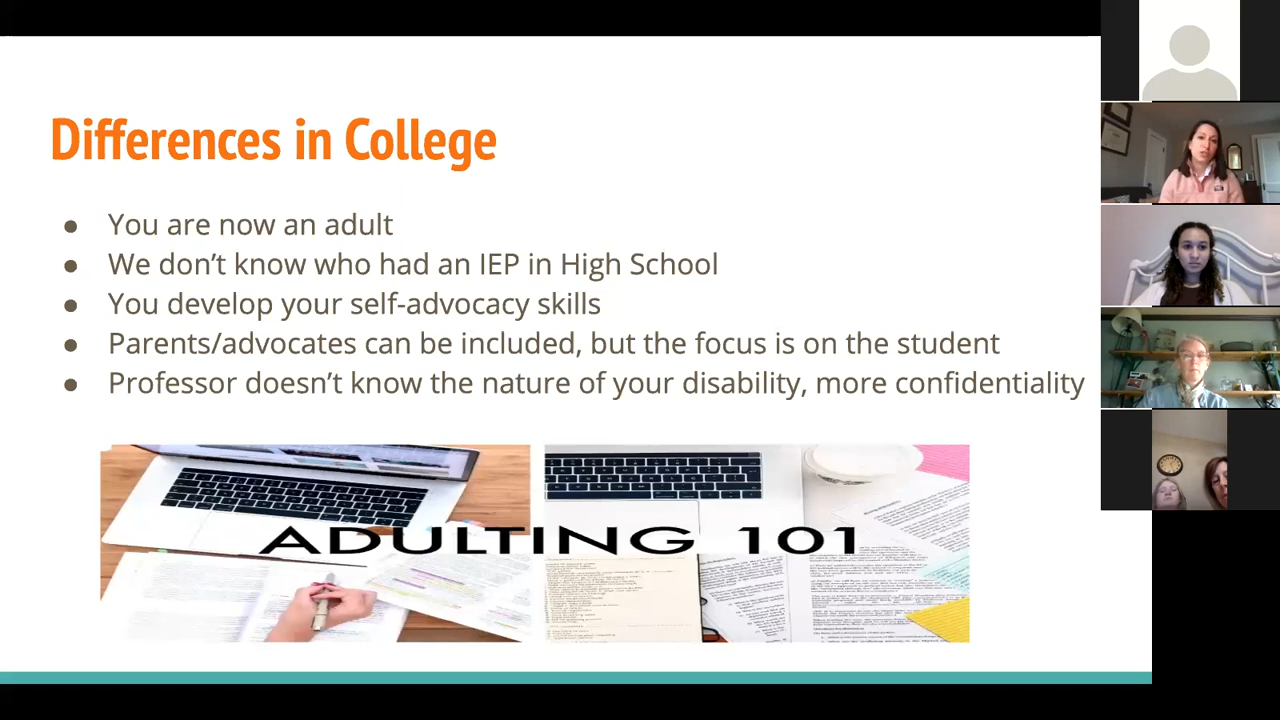 Differences in College
● You are now an adult
● We don't know who had an IEP in High School
● You develop your self-advocacy skills
● Parents/advocates can be included, but the focus is on the student
● Professor doesn't know the nature of your disability, more confidentiality
ADULTING 101